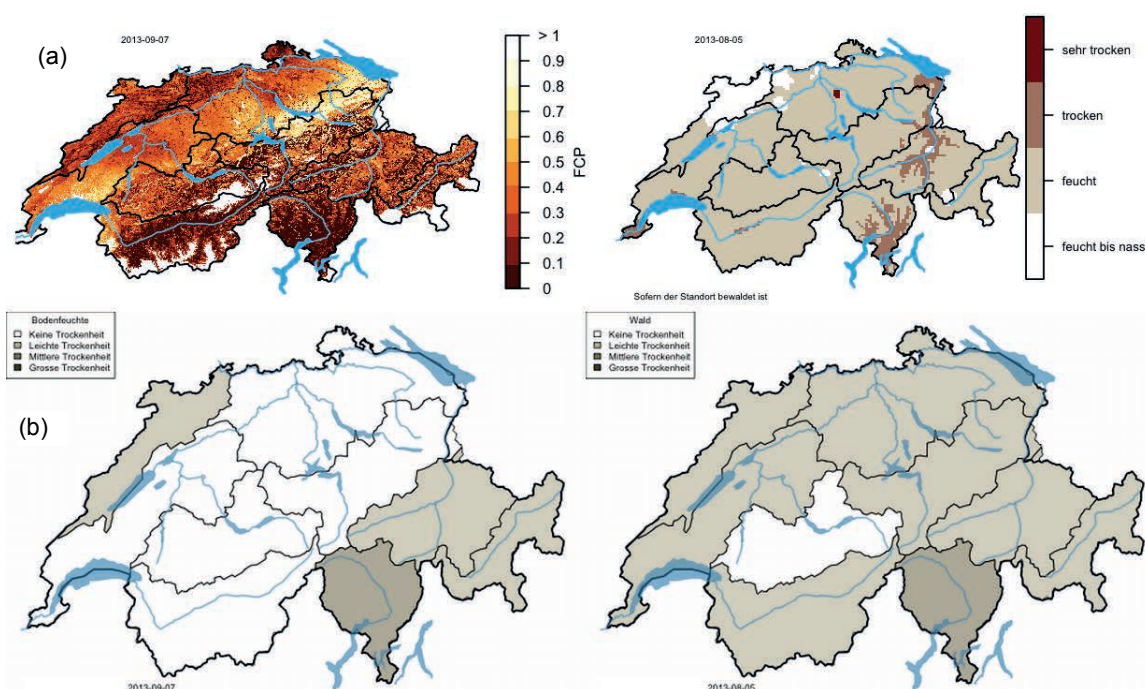 (a)
2013-09-07
> 1
0.9
0.8
0.7
0.6
0.5
0.4
0.3
0.2
0.1
0
FCP
2013-08-05
sehr trocken
trocken
feucht
feucht bis nass
Sofern der Standort bewaldet ist
(b)
Bodenfeuchte
Keine Trockenheit
Leichte Trockenheit
Mittlere Trockenheit
Grosse Trockenheit
2013-09-07
Wald
Keine Trockenheit
Leichte Trockenheit
Mittlere Trockenheit
Grosse Trockenheit
2013-08-05